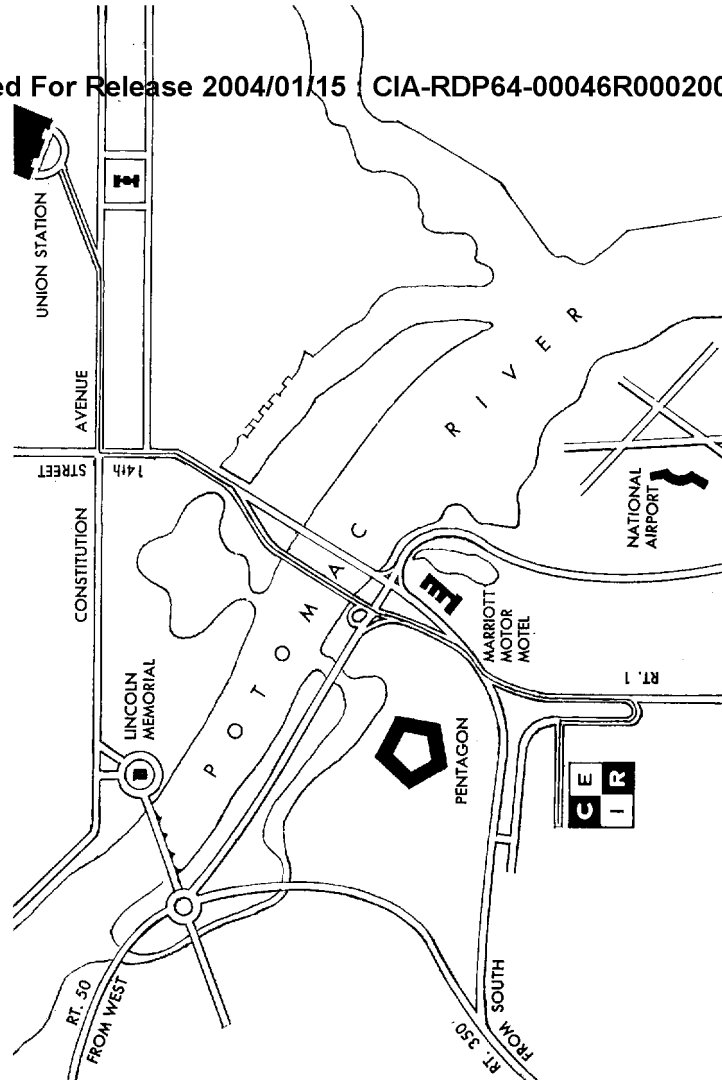 ed For Release 2004/01/15 : CIA-RDP64-00046R000200
UNION STATION
AVENUE
14th
STREET
CONSTITUTION
LINCOLN
MEMORIAL
POTOMAC
RIVER
NATIONAL
AIRPORT
MARRIOTT
MOTOR
MOTEL
RT. 1
PENTAGON
C E
I R
RT. 50
FROM WEST
RT. 350
FROM SOUTH